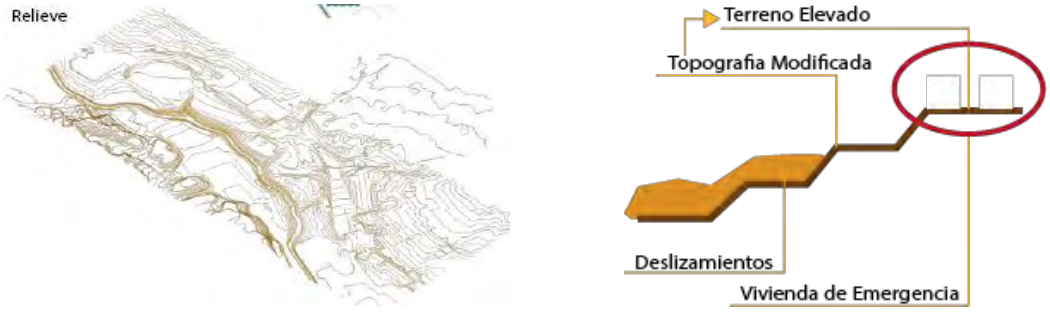 Relieve
Terreno Elevado
Topografia Modificada
Deslizamientos
Vivienda de Emergencia